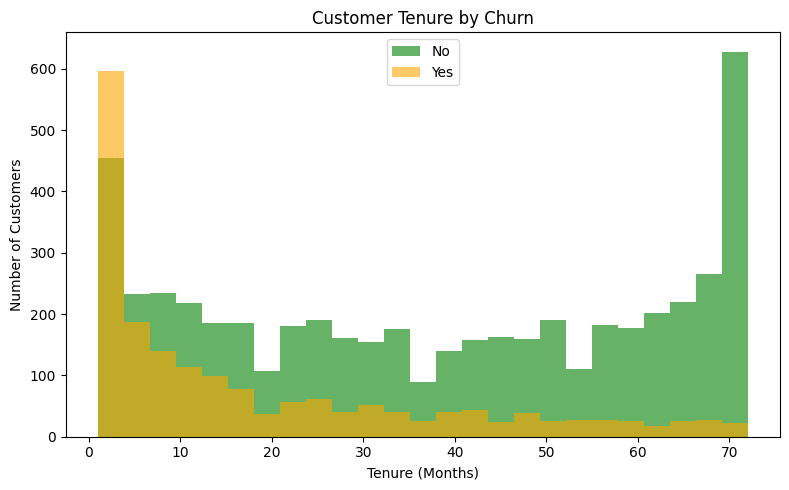 Customer Tenure by Churn
No
Yes
Number of Customers
600
500
400
300
200
100
0
0 10 20 30 40 50 60 70
Tenure (Months)